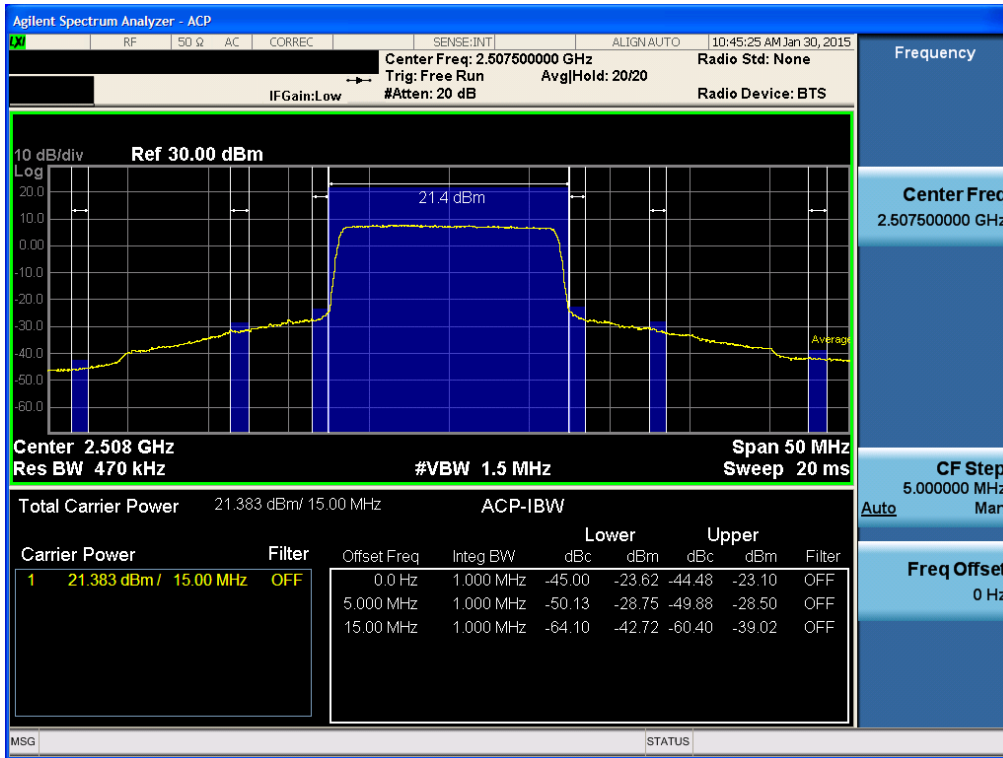 Agilent Spectrum Analyzer - ACP
LXI RF 50 Ω AC CORREC SENSE:INT ALIGN AUTO 10:45:25 AM Jan 30, 2015
Center Freq: 2.507500000 GHz Radio Std: None
Trig: Free Run Avg|Hold: 20/20
IFGain:Low #Atten: 20 dB Radio Device: BTS
10 dB/div Ref 30.00 dBm
Log
20.0
21.4 dBm
10.0
0.00
-10.0
-20.0
-30.0
Average
-40.0
-50.0
-60.0
Center 2.508 GHz Span 50 MHz
Res BW 470 kHz #VBW 1.5 MHz Sweep 20 ms
Total Carrier Power 21.383 dBm/ 15.00 MHz ACP-IBW
Lower Upper
Carrier Power Filter Offset Freq Integ BW dBc dBm dBc dBm Filter
1 21.383 dBm / 15.00 MHz OFF 0.0 Hz 1.000 MHz -45.00 -23.62 -44.48 -23.10 OFF
5.000 MHz 1.000 MHz -50.13 -28.75 -49.88 -28.50 OFF
15.00 MHz 1.000 MHz -64.10 -42.72 -60.40 -39.02 OFF
MSG STATUS
Frequency
Center Freq
2.507500000 GHz
CF Step
5.000000 MHz
Auto Man
Freq Offset
0 Hz